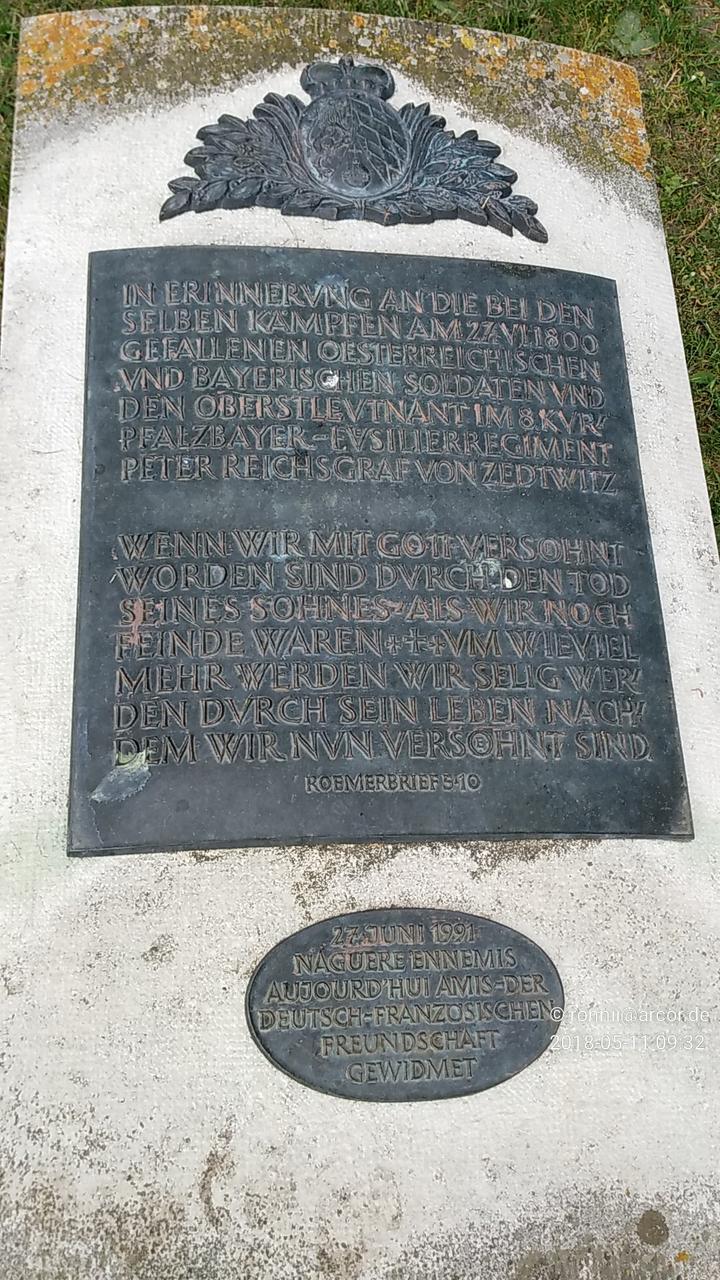 IN ERINNERVNG AN DIE BEI DEN
SELBEN KÄMPFEN AM 27.VI.1800
GEFALLENEN OESTERREICHISCHEN
VND BAYERISCHEN SOLDATEN VND
DEN OBERSTLEVTNANT IM 8.KVR-
PFALZBAYER-FVSILIERREGIMENT
PETER REICHSGRAF VON ZEDTWITZ
WENN WIR MIT GOTT VERSÖHNT
WORDEN SIND DVRCH DEN TOD
SEINES SOHNES ALS WIR NOCH
FEINDE WAREN +++ VM WIEVIEL
MEHR WERDEN WIR SELIG WER-
DEN DVRCH SEIN LEBEN NACH-
DEM WIR NVN VERSÖHNT SIND
ROEMERBRIEF 5·10
27. JUNI 1991
NAGUERE ENNEMIS
AUJOURD'HUI AMIS-DER
DEUTSCH-FRANZÖSISCHEN
FREUNDSCHAFT
GEWIDMET
© ronhill@arcor.de
2018-05-11 09:32